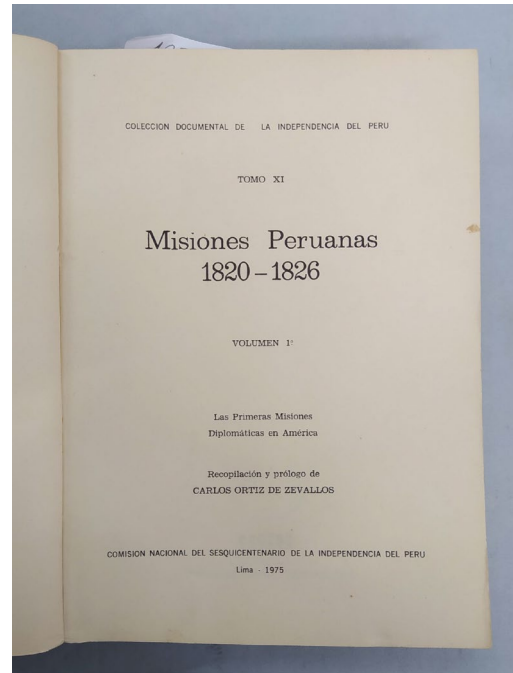 COLECCION DOCUMENTAL DE LA INDEPENDENCIA DEL PERU
TOMO XI
Misiones Peruanas
1820-1826
VOLUMEN 1º
Las Primeras Misiones
Diplomáticas en América
Recopilación y prólogo de
CARLOS ORTIZ DE ZEVALLOS
COMISION NACIONAL DEL SESQUICENTENARIO DE LA INDEPENDENCIA DEL PERU
Lima - 1975